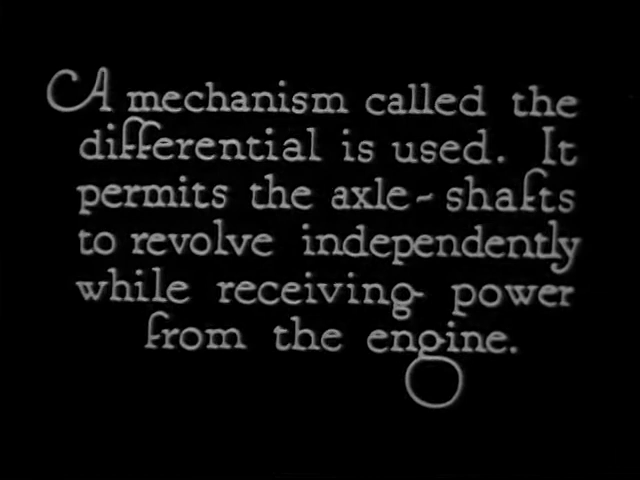 A mechanism called the
differential is used. It
permits the axle-shafts
to revolve independently
while receiving power
from the engine.